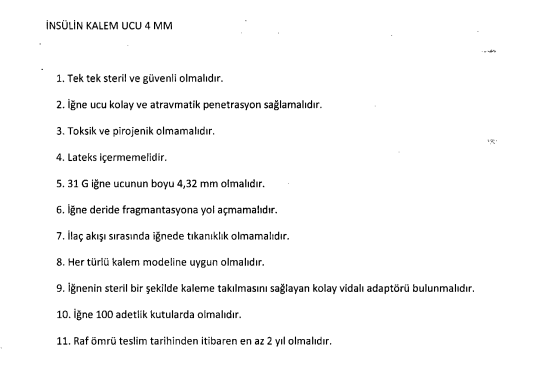 İNSÜLİN KALEM UCU 4 MM
1. Tek tek steril ve güvenli olmalıdır.
2. İğne ucu kolay ve atravmatik penetrasyon sağlamalıdır.
3. Toksik ve pirojenik olmamalıdır.
4. Lateks içermemelidir.
5. 31 G iğne ucunun boyu 4,32 mm olmalıdır.
6. İğne deride fragmantasyona yol açmamalıdır.
7. İlaç akışı sırasında iğnede tıkanıklık olmamalıdır.
8. Her türlü kalem modeline uygun olmalıdır.
9. İğnenin steril bir şekilde kaleme takılmasını sağlayan kolay vidalı adaptörü bulunmalıdır.
10. İğne 100 adetlik kutularda olmalıdır.
11. Raf ömrü teslim tarihinden itibaren en az 2 yıl olmalıdır.